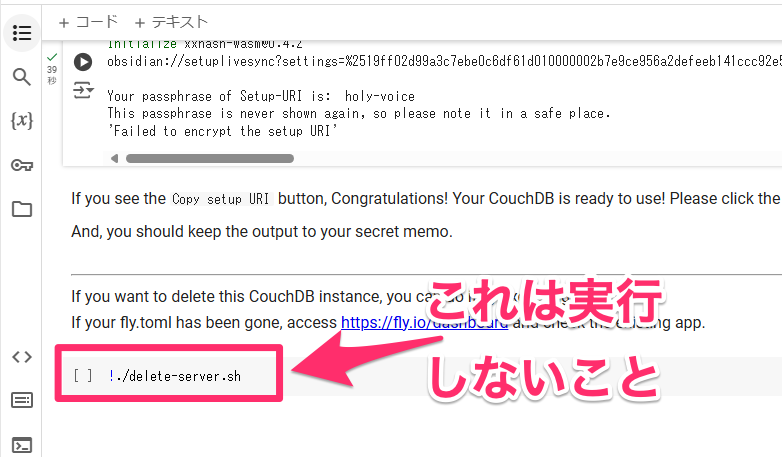 + コード + テキスト
Initialize xxhash-wasm@0.4.2
obsidian://setuplivesync?settings=%2519ff02d99a3c7ebe0c6df61d010000002b7e9ce956a2defeeb141ccc92e5
39
秒
Your passphrase of Setup-URI is: holy-voice
This passphrase is never shown again, so please note it in a safe place.
'Failed to encrypt the setup URI'
{x}
If you see the Copy setup URI button, Congratulations! Your CouchDB is ready to use! Please click the
And, you should keep the output to your secret memo.
If you want to delete this CouchDB instance, you can do
If your fly.toml has been gone, access https://fly.io/dashboard and check the existing app.
[ ] !./delete-server.sh
これは実行
しないこと